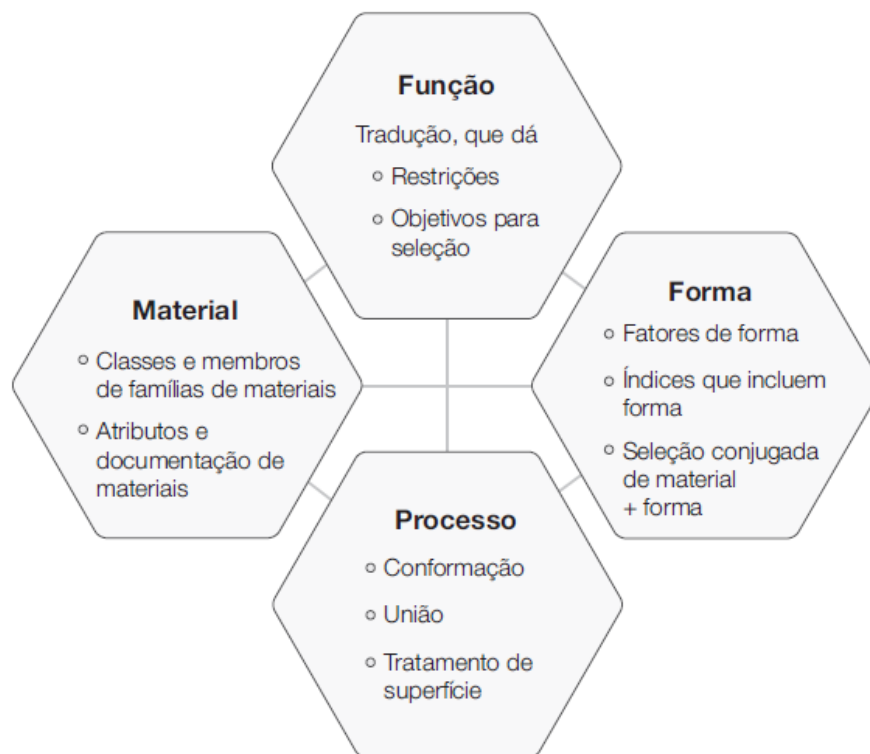 Função
Tradução, que dá
Restrições
Objetivos para
seleção
Material
Classes e membros
de famílias de materiais
Atributos e
documentação de
materiais
Forma
Fatores de forma
Índices que incluem
forma
Seleção conjugada
de material
+ forma
Processo
Conformação
União
Tratamento de
superfície